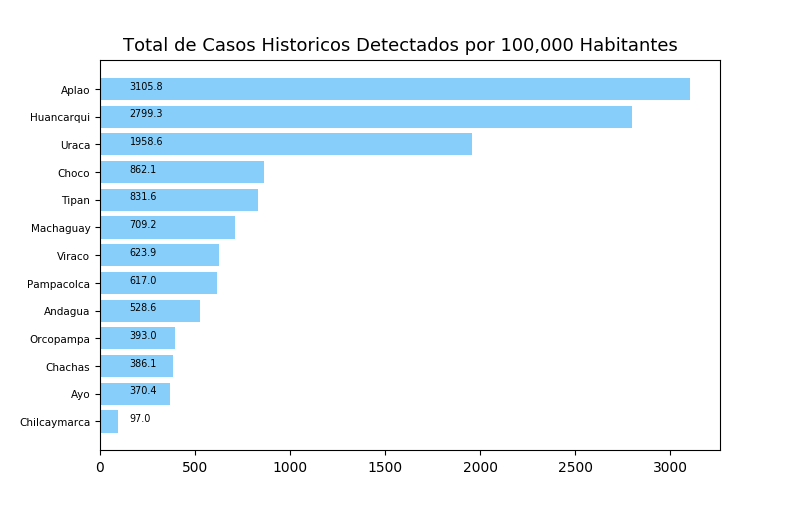 Total de Casos Historicos Detectados por 100,000 Habitantes
Aplao 3105.8
Huancarqui 2799.3
Uraca 1958.6
Choco 862.1
Tipan 831.6
Machaguay 709.2
Viraco 623.9
Pampacolca 617.0
Andagua 528.6
Orcopampa 393.0
Chachas 386.1
Ayo 370.4
Chilcaymarca 97.0
0 500 1000 1500 2000 2500 3000